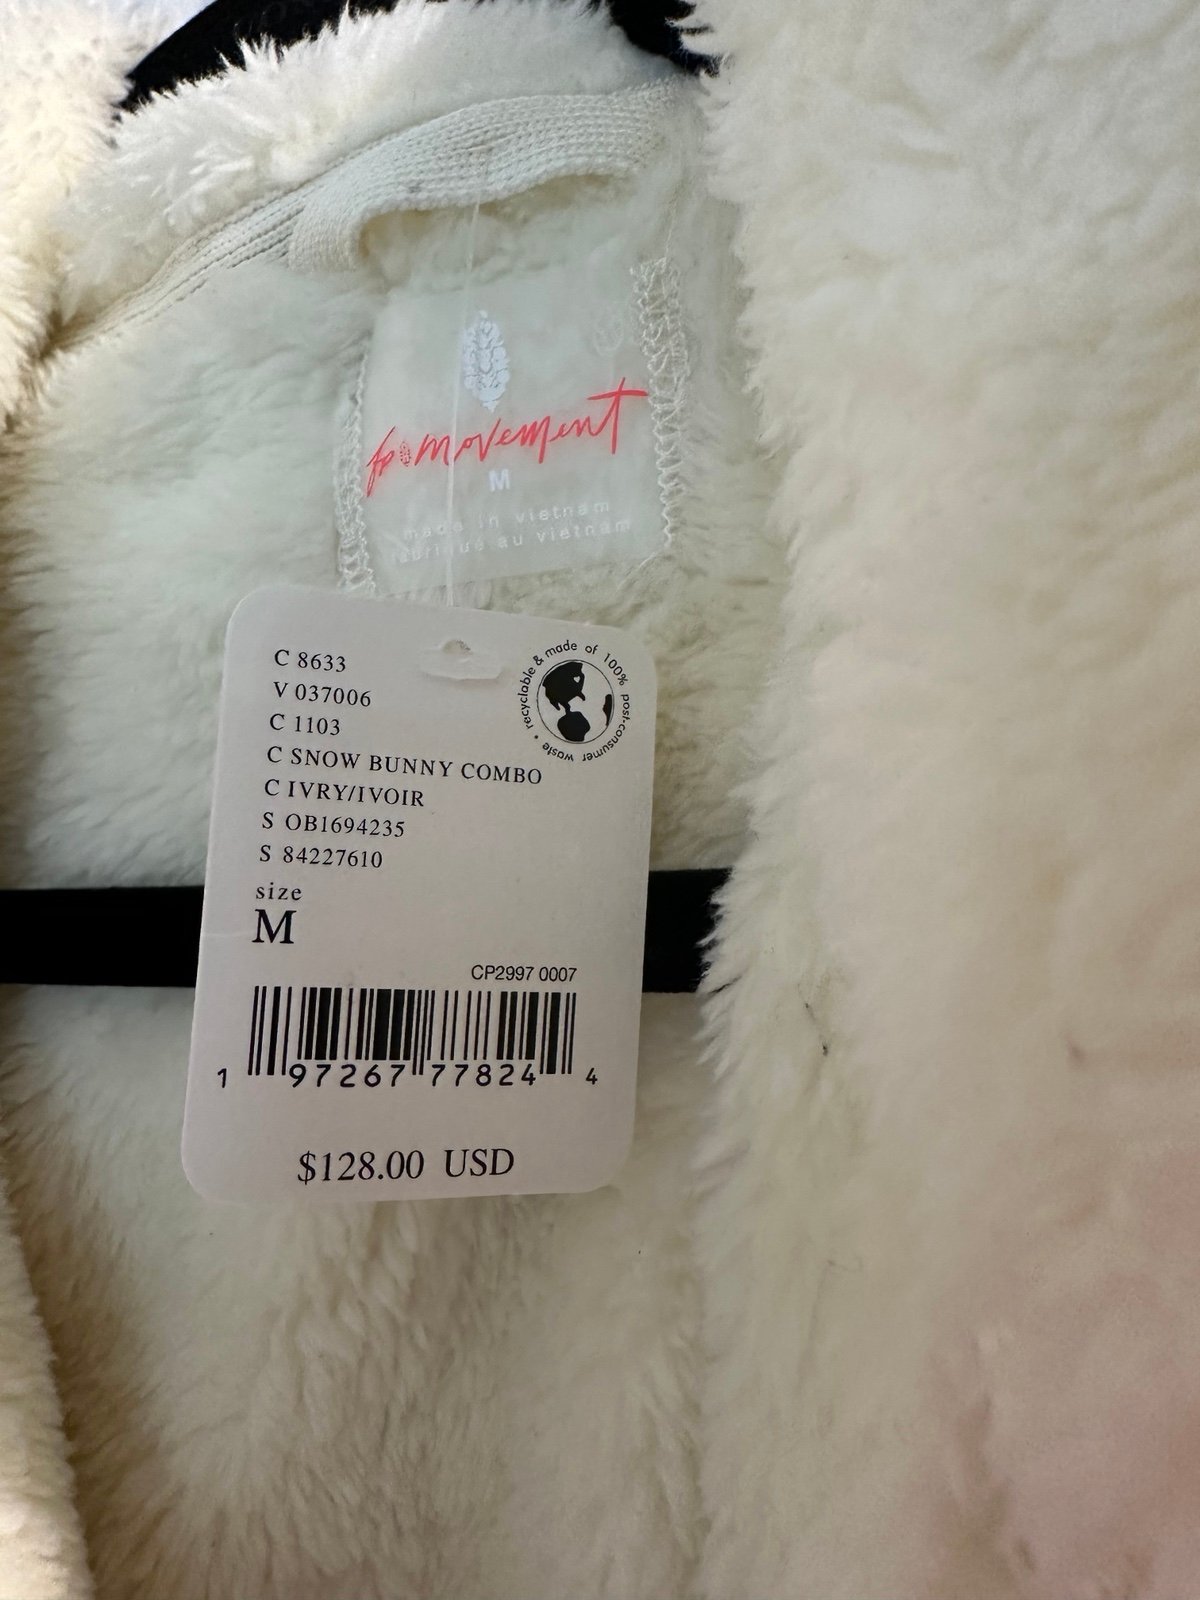 fp movement
M
made in vietnam
fabriqué au vietnam
C 8633
V 037006
C 1103
C SNOW BUNNY COMBO
C IVRY/IVOIR
S OB1694235
S 84227610
size
M
recyclable & made of 100% post-consumer waste •
CP2997 0007
1 97267 77824 4
$128.00 USD